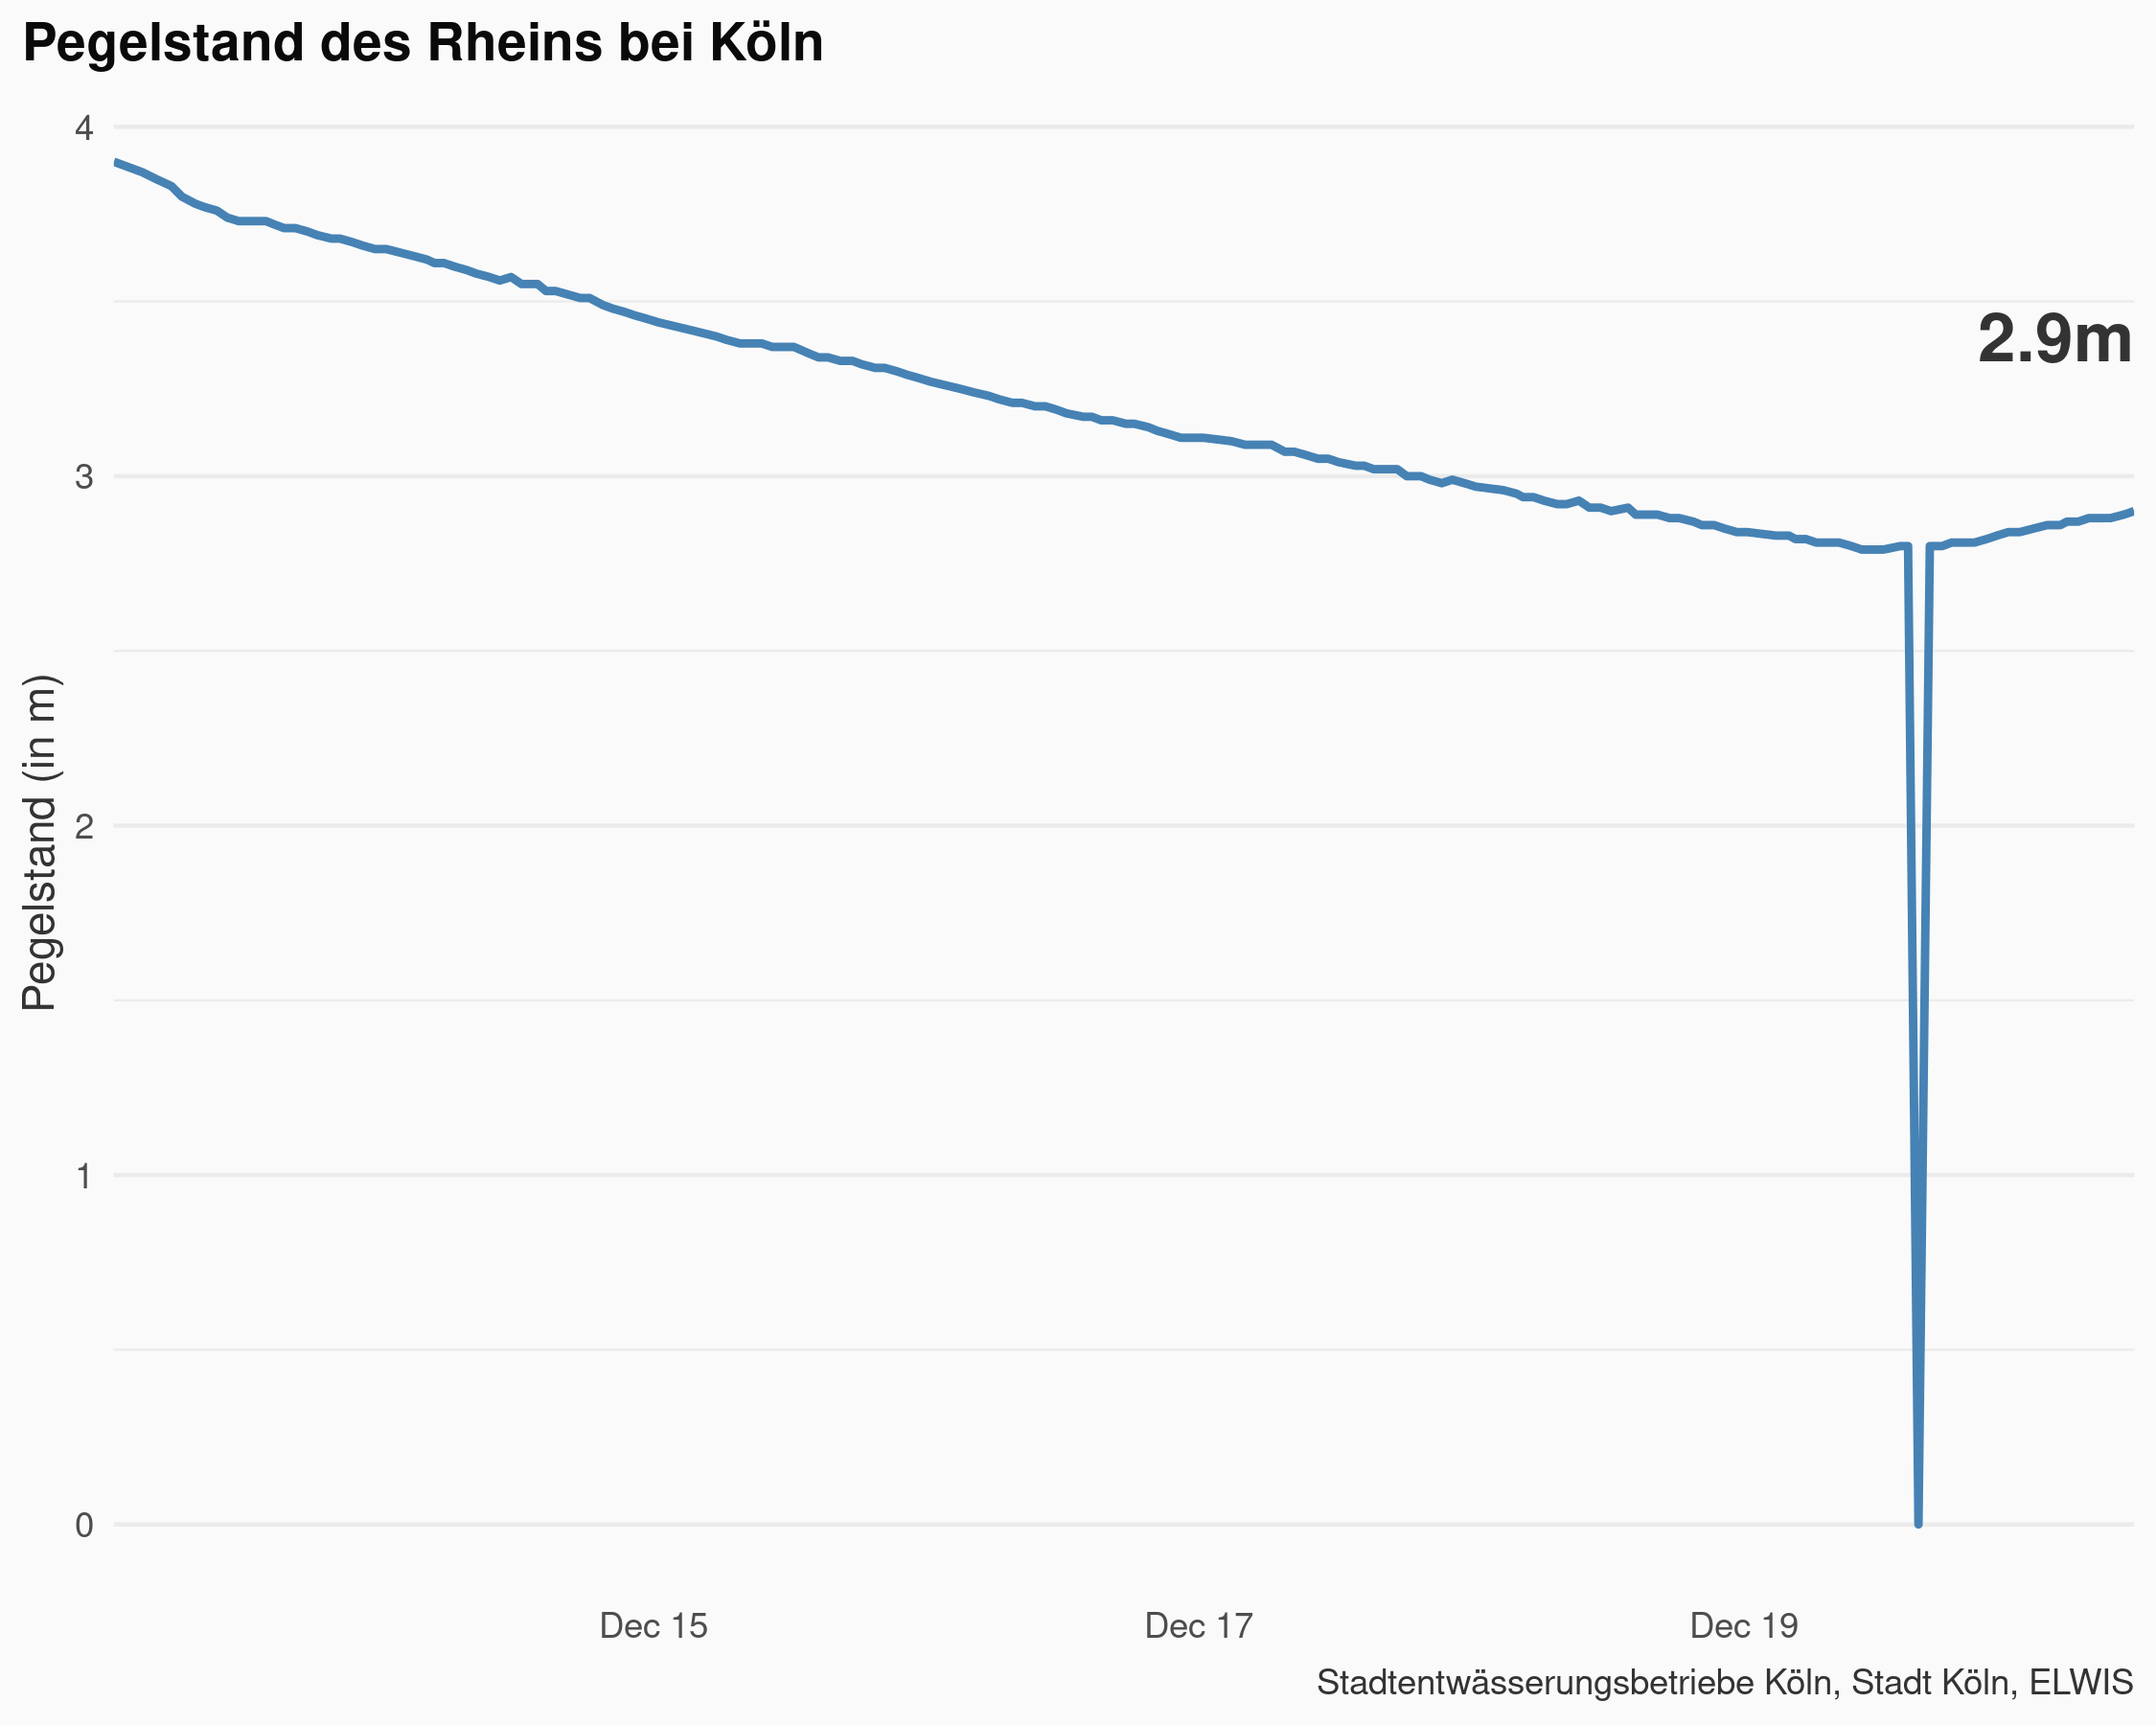 Pegelstand des Rheins bei Köln
4
3
2
1
0
Pegelstand (in m)
2.9m
Dec 15
Dec 17
Dec 19
Stadtentwässerungsbetriebe Köln, Stadt Köln, ELWIS